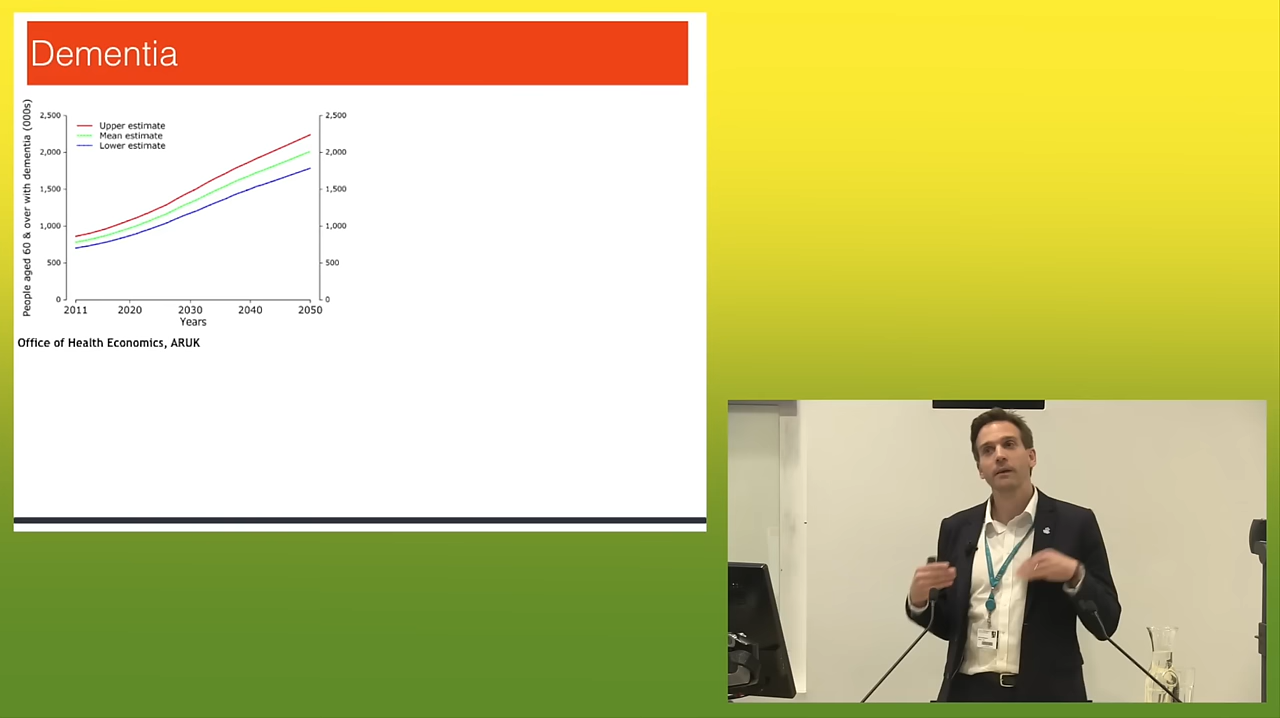 Dementia
People aged 60 & over with dementia (000s)
2,500
2,000
1,500
1,000
500
0
Upper estimate
Mean estimate
Lower estimate
2,500
2,000
1,500
1,000
500
0
2011 2020 2030 2040 2050
Years
Office of Health Economics, ARUK